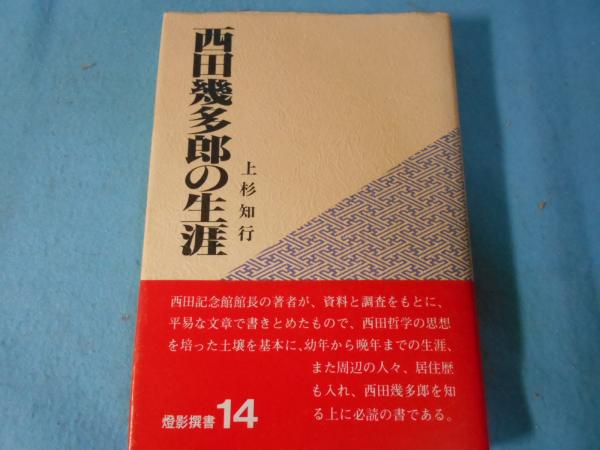 西田幾多郎の生涯
上杉知行
西田記念館館長の著者が、資料と調査をもとに、
平易な文章で書きとめたもので、西田哲学の思想
を培った土壌を基本に、幼年から晩年までの生涯、
また周辺の人々、居住歴
も入れ、西田幾多郎を知
る上に必読の書である。
燈影撰書14